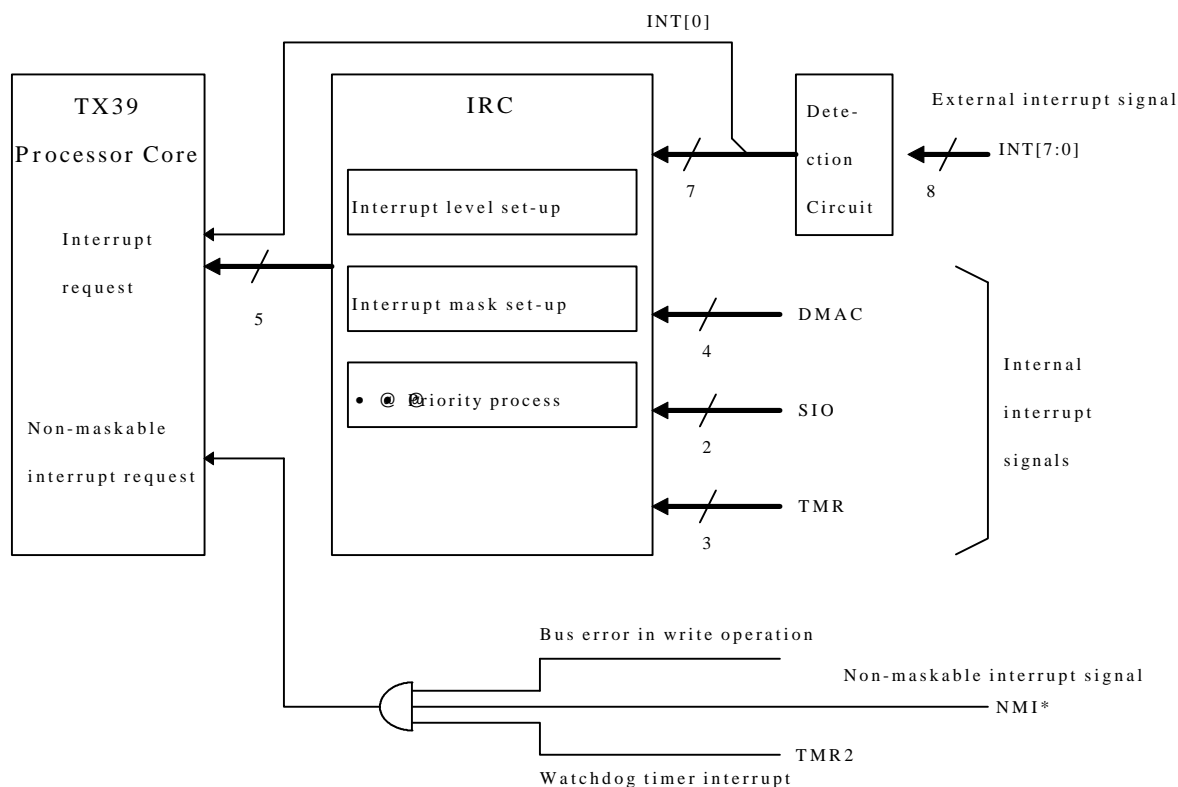 INT[0]
TX39
Processor Core
Interrupt
request
Non-maskable
interrupt request
5
IRC
Interrupt level set-up
Interrupt mask set-up
• @ @ Priority process
7
Dete-
ction
Circuit
External interrupt signal
INT[7:0]
8
DMAC
4
SIO
2
TMR
3
Internal
interrupt
signals
Bus error in write operation
Non-maskable interrupt signal
NMI*
TMR2
Watchdog timer interrupt